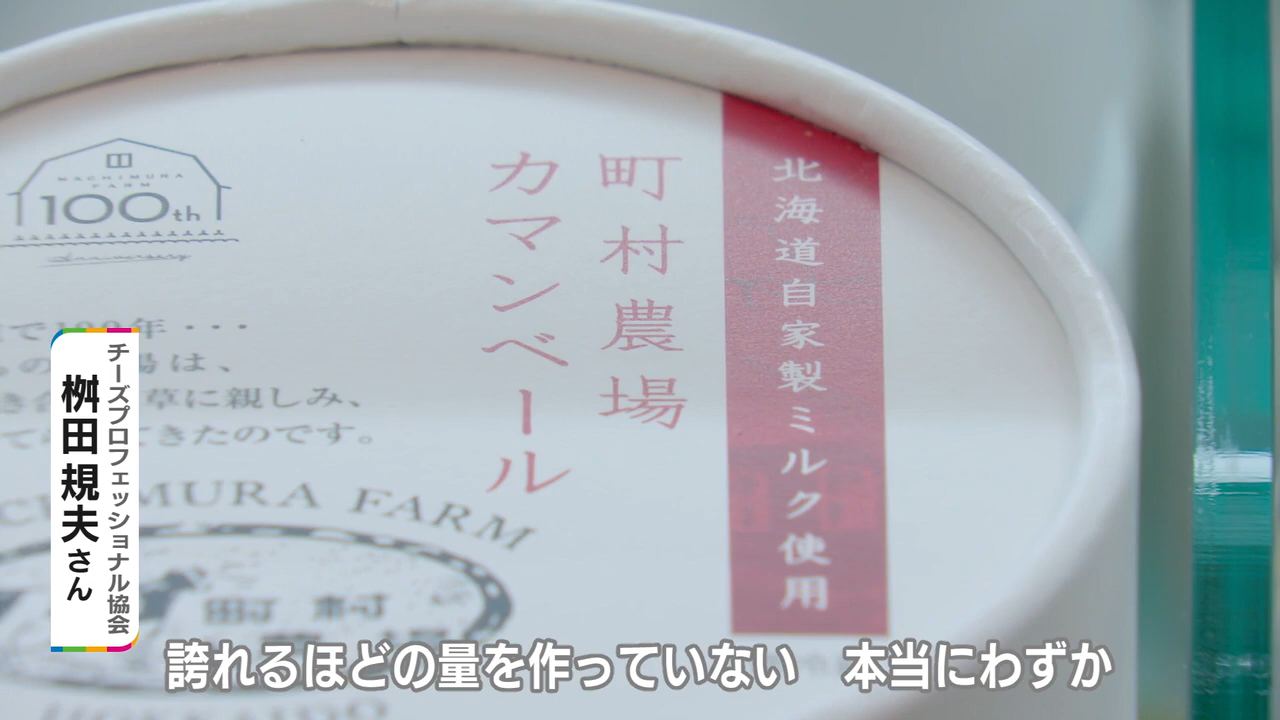 北海道自家製ミルク使用
町村農場
カマンベール
MACHIMURA
FARM
100th
Anniversary
で100年・・・
場は、
草に親しみ、
てきたのです。
MURA FARM
町村
チーズプロフェッショナル協会
桝田規夫さん
誇れるほどの量を作っていない 本当にわずか